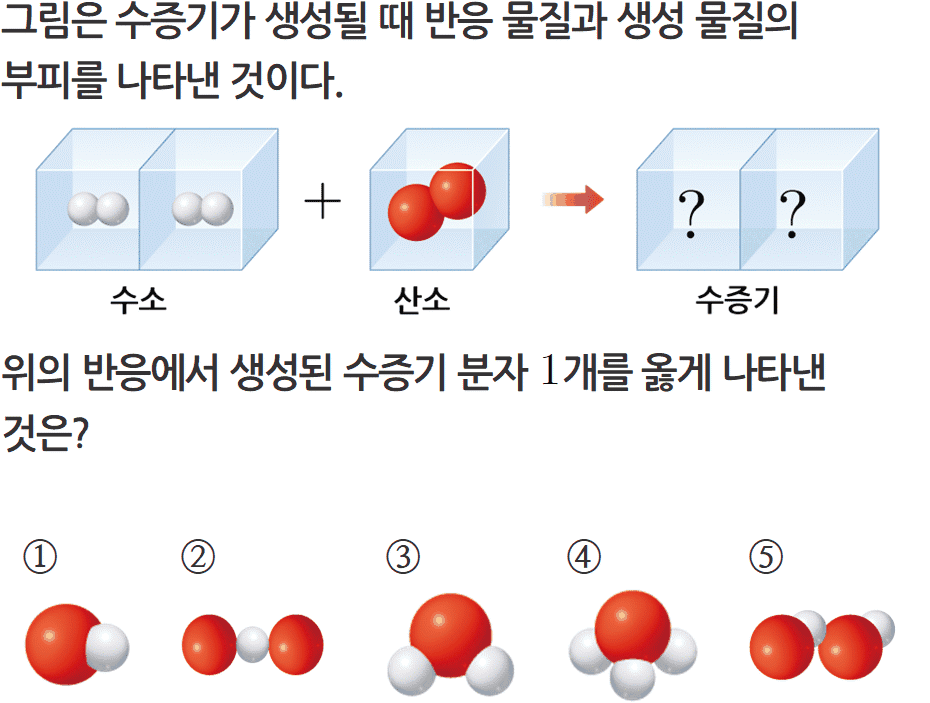 그림은 수증기가 생성될 때 반응 물질과 생성 물질의
부피를 나타낸 것이다.
+ ? ?
수소 산소 수증기
위의 반응에서 생성된 수증기 분자 1개를 옳게 나타낸
것은?
① ② ③ ④ ⑤